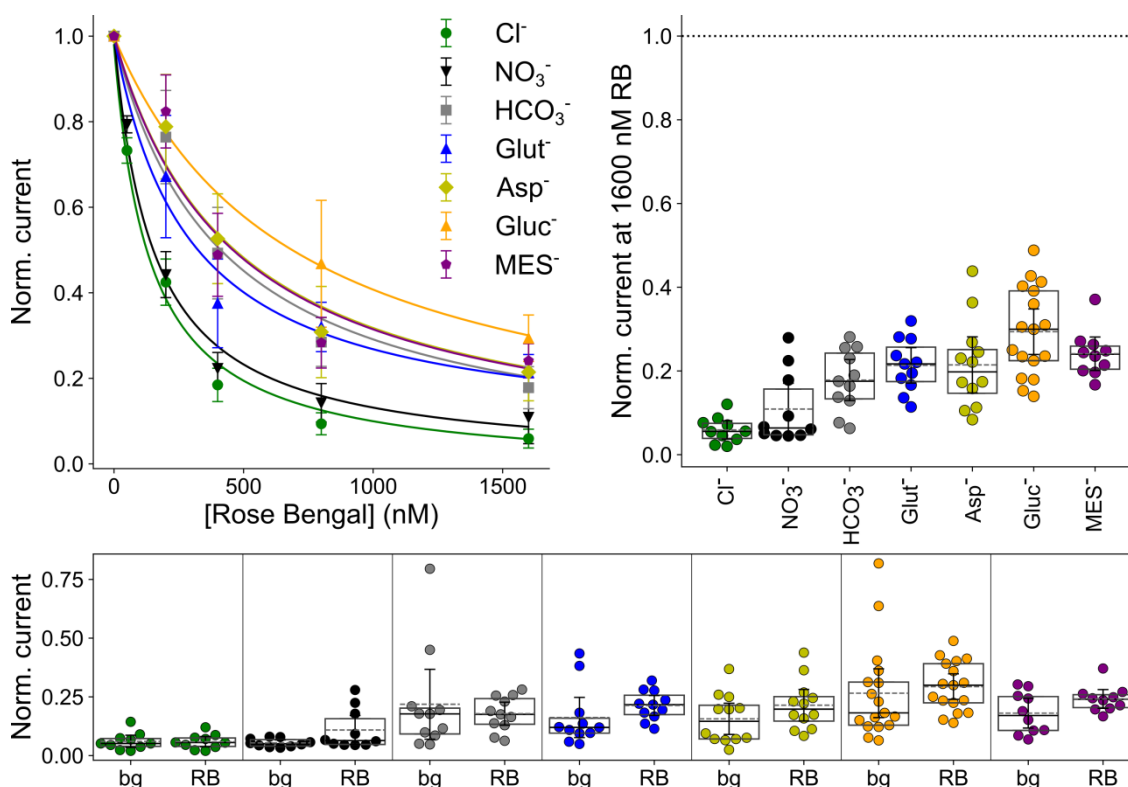 Norm. current
1.0
0.8
0.6
0.4
0.2
0.0
0
500
1000
1500
[Rose Bengal] (nM)
Cl⁻
NO₃⁻
HCO₃⁻
Glut⁻
Asp⁻
Gluc⁻
MES⁻
Norm. current at 1600 nM RB
1.0
0.8
0.6
0.4
0.2
0.0
Cl⁻
NO₃⁻
HCO₃⁻
Glut⁻
Asp⁻
Gluc⁻
MES⁻
Norm. current
0.75
0.50
0.25
0.00
bg RB bg RB bg RB bg RB bg RB bg RB bg RB